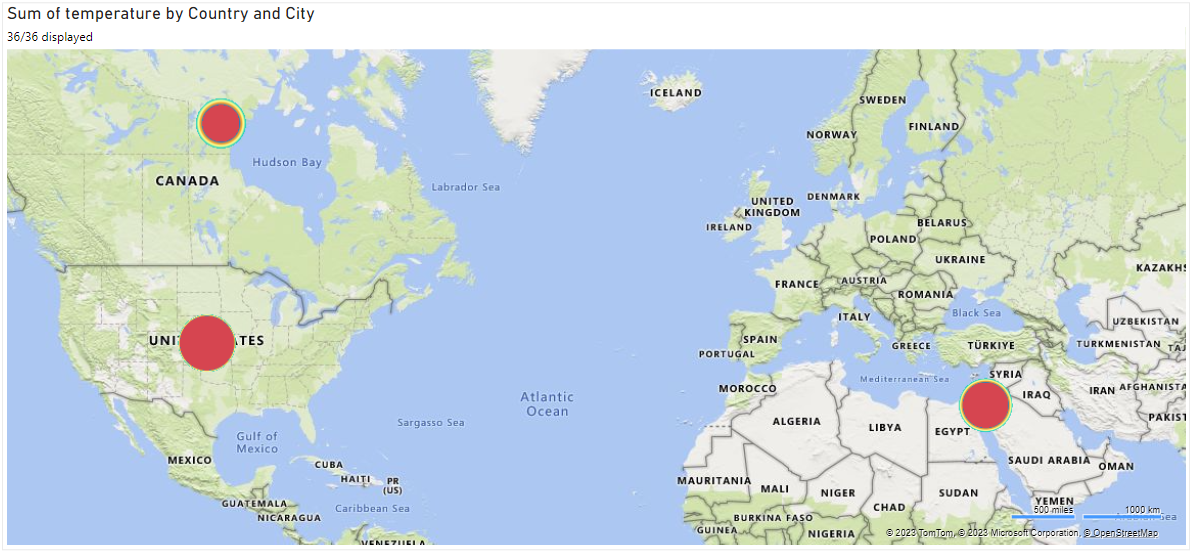 Sum of temperature by Country and City
36/36 displayed
ICELAND
SWEDEN
FINLAND
NORWAY
Hudson Bay
CANADA
Labrador Sea
DENMARK
UNITED
KINGDOM
IRELAND
BELARUS
POLAND
UKRAINE
KAZAKHS
FRANCE
AUSTRIA
ROMANIA
Black Sea
ITALY
UZBEKISTAN
UNI
TES
SPAIN
PORTUGAL
GREECE
TÜRKIYE
TURKMENISTAN
TAJ
Mediterranean Sea
SYRIA
MOROCCO
IRAQ
IRAN
AFGHANISTA
Atlantic
Ocean
ALGERIA
LIBYA
EGYPT
PAKIST
Sargasso Sea
Gulf of
Mexico
MEXICO
CUBA
HAITI
PR
(US)
SAUDI ARABIA
OMAN
MAURITANIA
MALI
NIGER
CHAD
SUDAN
YEMEN
GUATEMALA
Caribbean Sea
NICARAGUA
BURKINA FASO
GUINEA
NIGERIA
500 miles
1000 km
VENEZUELA
© 2023 TomTom, © 2023 Microsoft Corporation, © OpenStreetMap